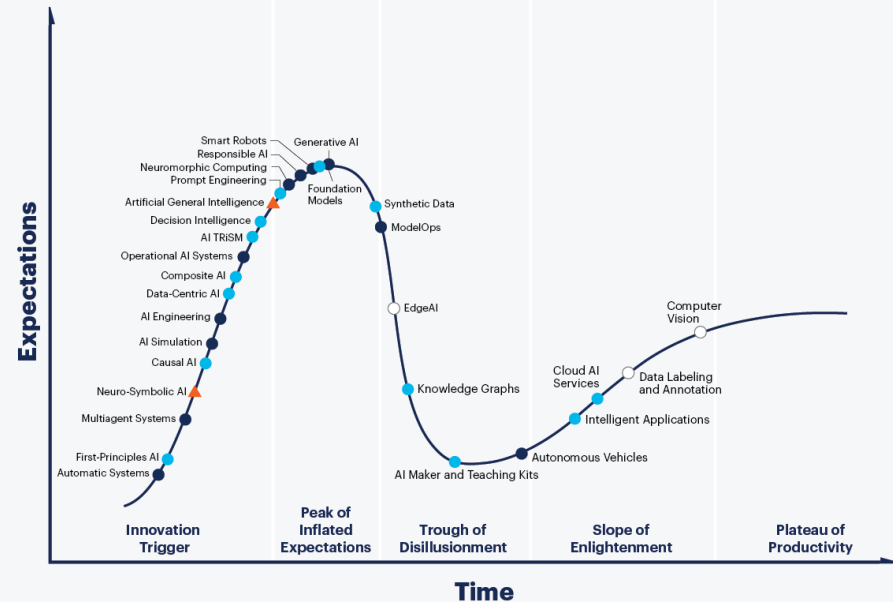 Expectations
Smart Robots
Generative AI
Responsible AI
Neuromorphic Computing
Prompt Engineering
Foundation
Models
Artificial General Intelligence
Synthetic Data
Decision Intelligence
ModelOps
AI TRiSM
Operational AI Systems
Composite AI
Data-Centric AI
EdgeAI
AI Engineering
Computer
Vision
AI Simulation
Causal AI
Cloud AI
Services
Data Labeling
and Annotation
Neuro-Symbolic AI
Knowledge Graphs
Multiagent Systems
Intelligent Applications
First-Principles AI
Autonomous Vehicles
Automatic Systems
AI Maker and Teaching Kits
Innovation
Trigger
Peak of
Inflated
Expectations
Trough of
Disillusionment
Slope of
Enlightenment
Plateau of
Productivity
Time